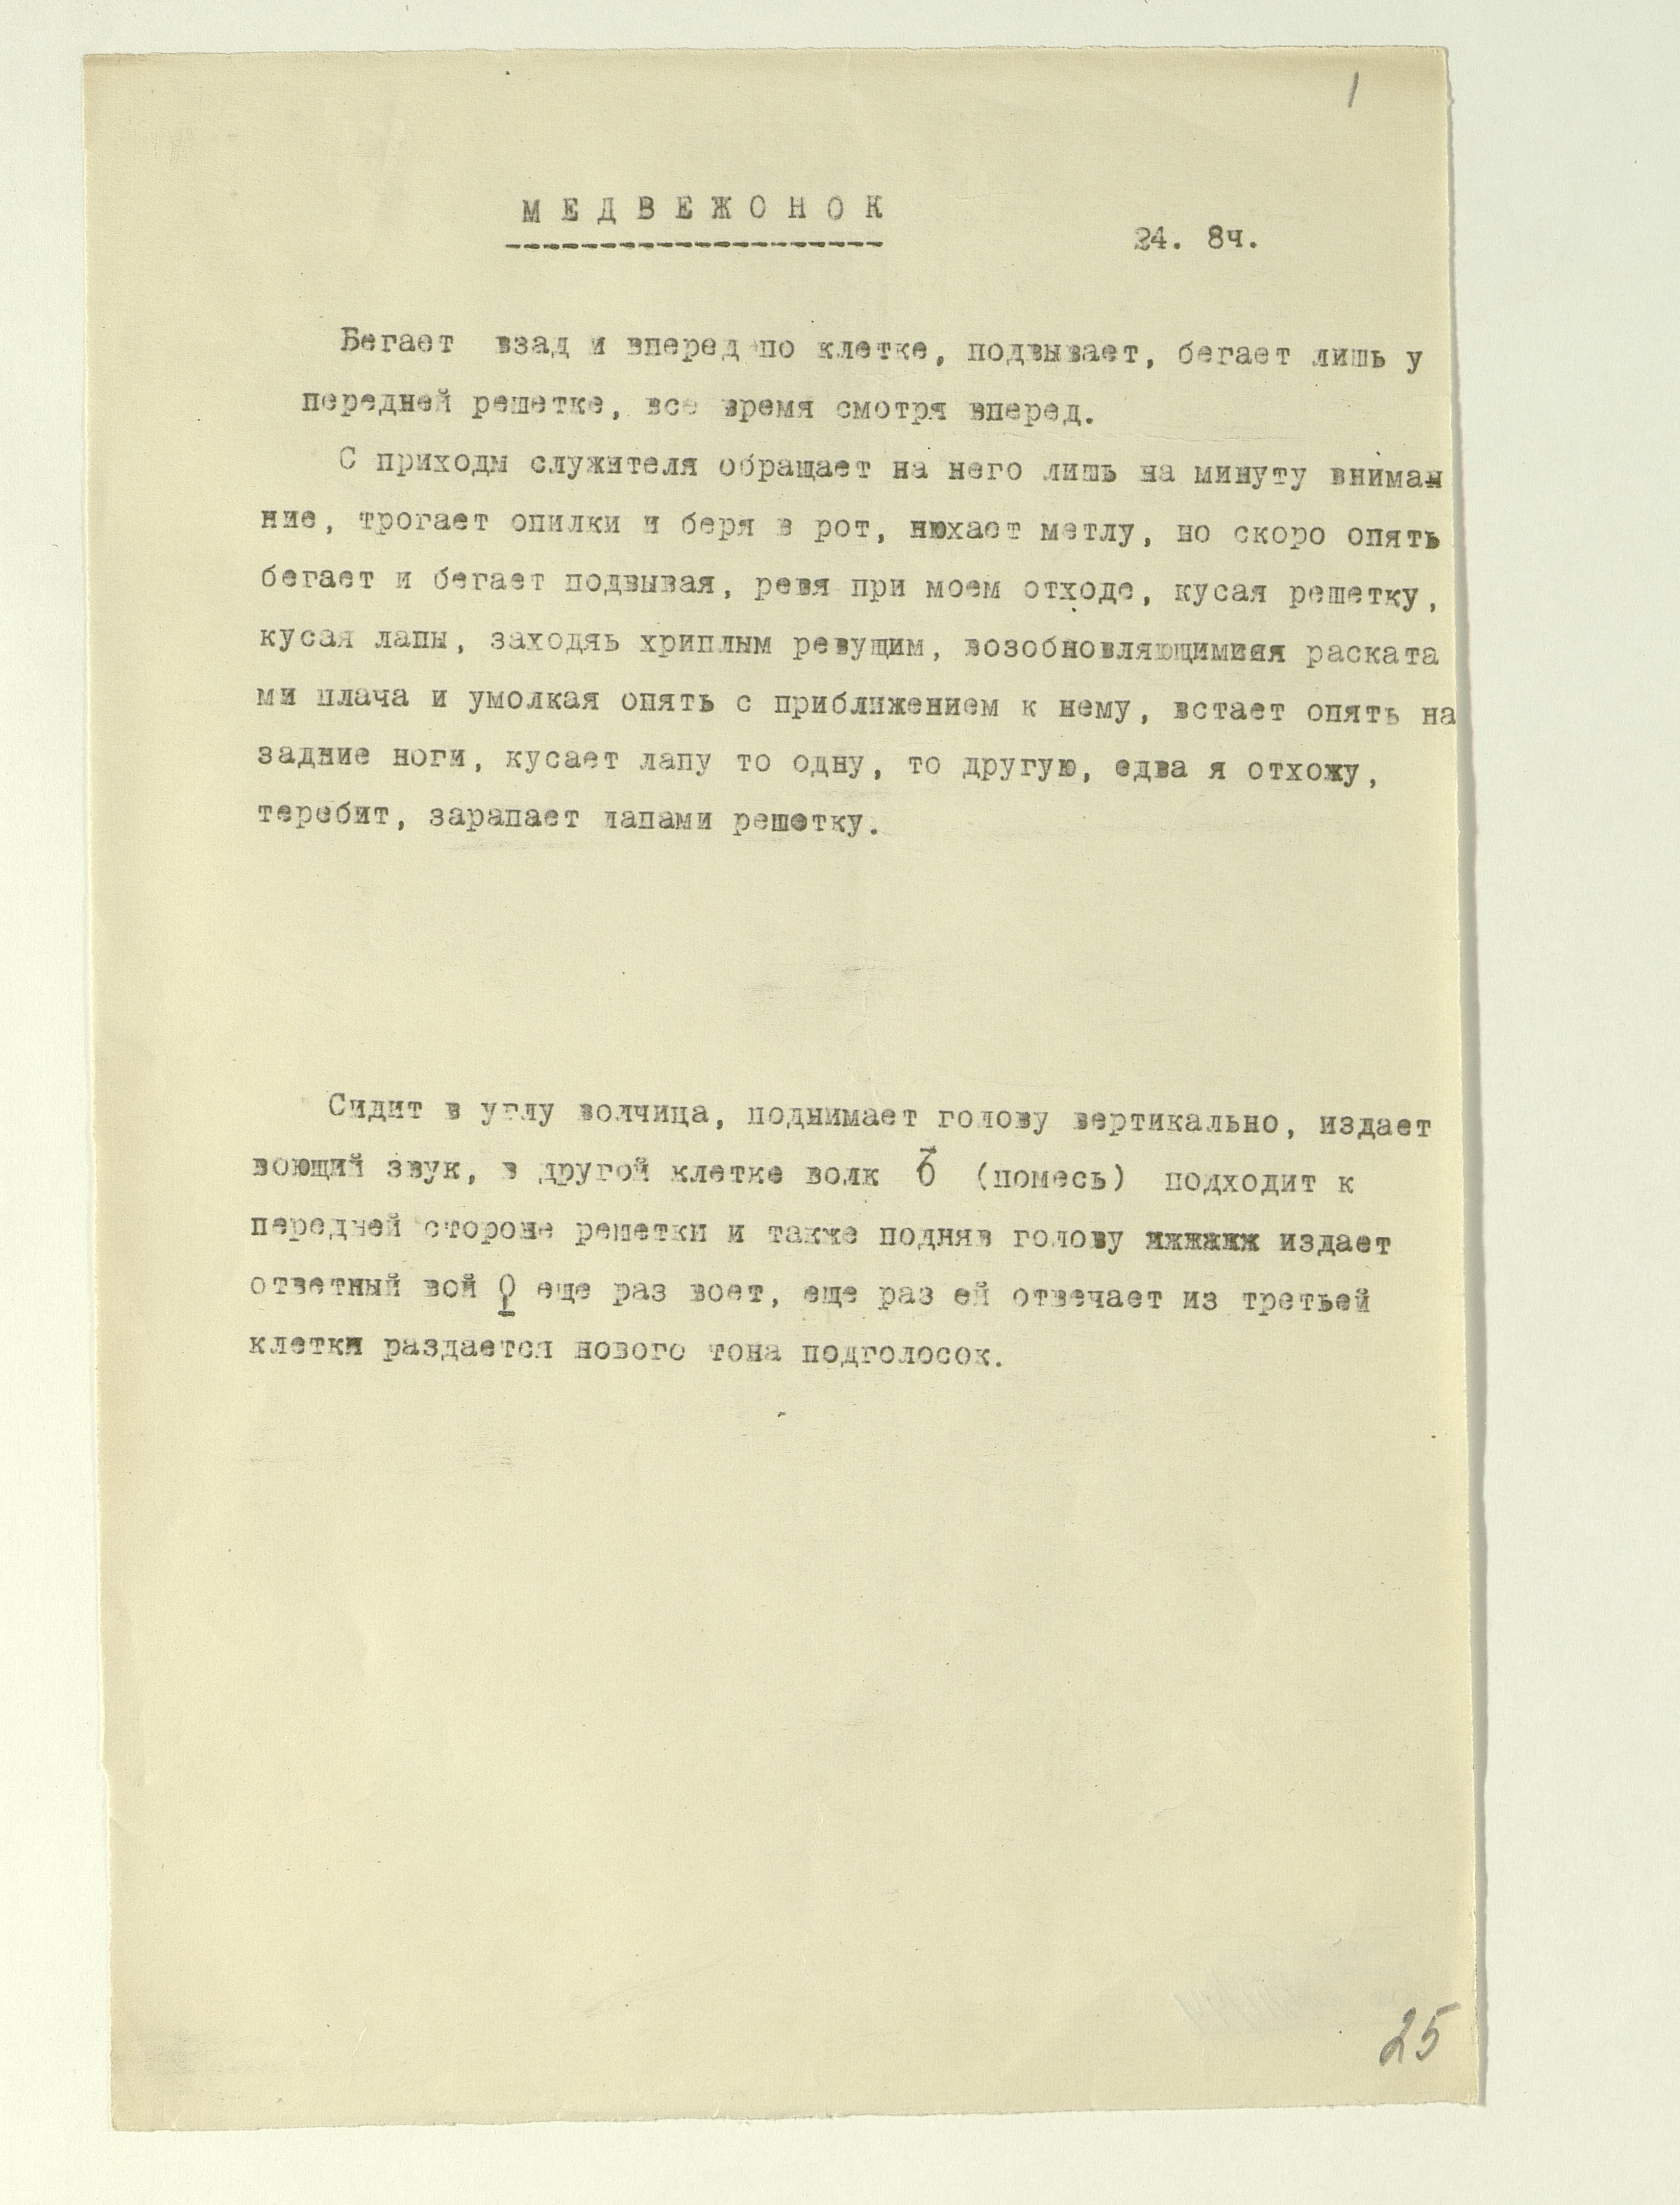 1
МЕДВЕЖОНОК
24. 8ч.
Бегает взад и вперед по клетке, подвывает, бегает лишь у
передней решетке, все время смотря вперед.
С приходм служителя обращает на него лишь на минуту вниман
ние, трогает опилки и беря в рот, нюхает метлу, но скоро опять
бегает и бегает подвывая, ревя при моем отходе, кусая решетку,
кусая лапы, заходяь хриплым ревущим, возобновляющимися раската
ми плача и умолкая опять с приближением к нему, встает опять на
задние ноги, кусает лапу то одну, то другую, едва я отхожу,
теребит, зарапает лапами решетку.
Сидит в углу волчица, поднимает голову вертикально, издает
воющий звук, в другой клетке волк ♂ (помесь) подходит к
передней стороне решетки и также подняв голову издает
ответный вой ♀ еще раз воет, еще раз ей отвечает из третьей
клетки раздается нового тона подголосок.
25